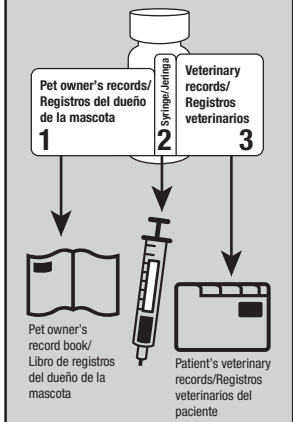 Pet owner's records/
Registros del dueño
de la mascota
1
Syringe/Jeringa
2
Veterinary
records/
Registros
veterinarios
3
Pet owner's
record book/
Libro de registros
del dueño de la
mascota
Patient's veterinary
records/Registros
veterinarios del
paciente